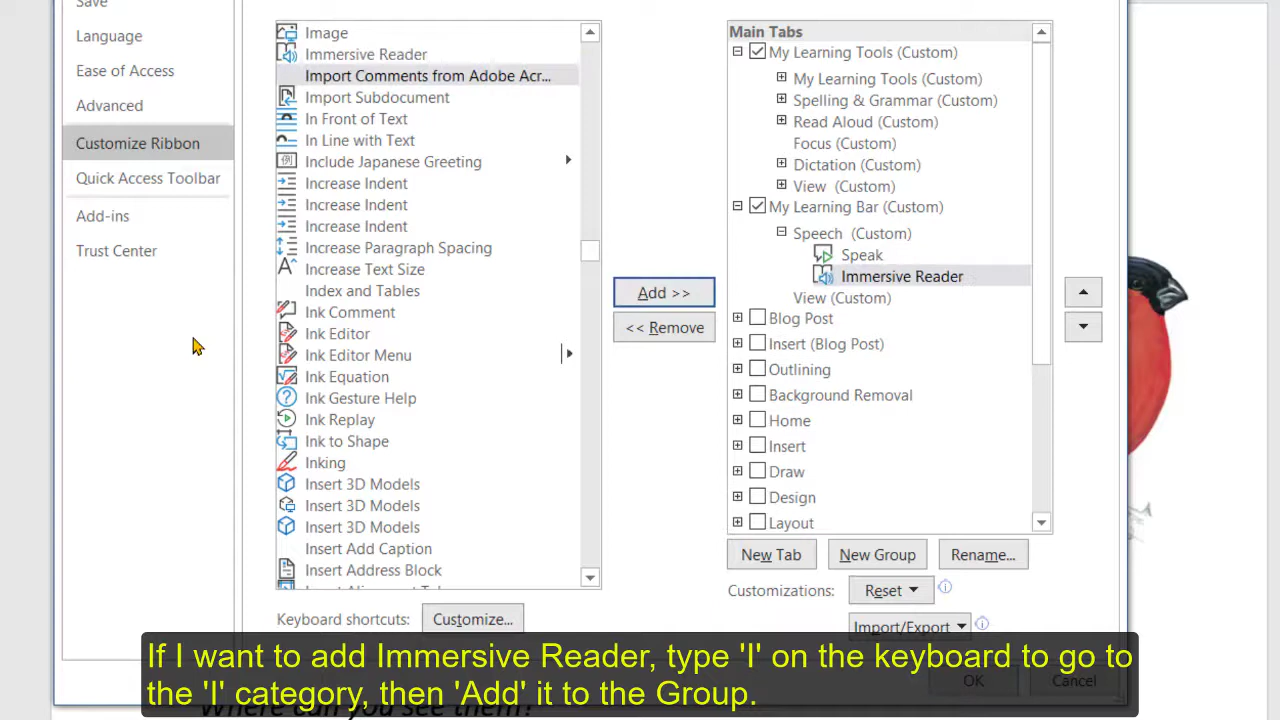 Save
Language
Ease of Access
Advanced
Customize Ribbon
Quick Access Toolbar
Add-ins
Trust Center
Image
Immersive Reader
Import Comments from Adobe Acr...
Import Subdocument
In Front of Text
In Line with Text
Include Japanese Greeting
Increase Indent
Increase Indent
Increase Indent
Increase Paragraph Spacing
Increase Text Size
Index and Tables
Ink Comment
Ink Editor
Ink Editor Menu
Ink Equation
Ink Gesture Help
Ink Replay
Ink to Shape
Inking
Insert 3D Models
Insert 3D Models
Insert 3D Models
Insert Add Caption
Insert Address Block
Keyboard shortcuts: Customize...
Add >>
<< Remove
Main Tabs
My Learning Tools (Custom)
My Learning Tools (Custom)
Spelling & Grammar (Custom)
Read Aloud (Custom)
Focus (Custom)
Dictation (Custom)
View (Custom)
My Learning Bar (Custom)
Speech (Custom)
Speak
Immersive Reader
View (Custom)
Blog Post
Insert (Blog Post)
Outlining
Background Removal
Home
Insert
Draw
Design
Layout
New Tab New Group Rename...
Customizations: Reset
Import/Export
OK Cancel
If I want to add Immersive Reader, type 'I' on the keyboard to go to
the 'I' category, then 'Add' it to the Group.
Where can you see them?